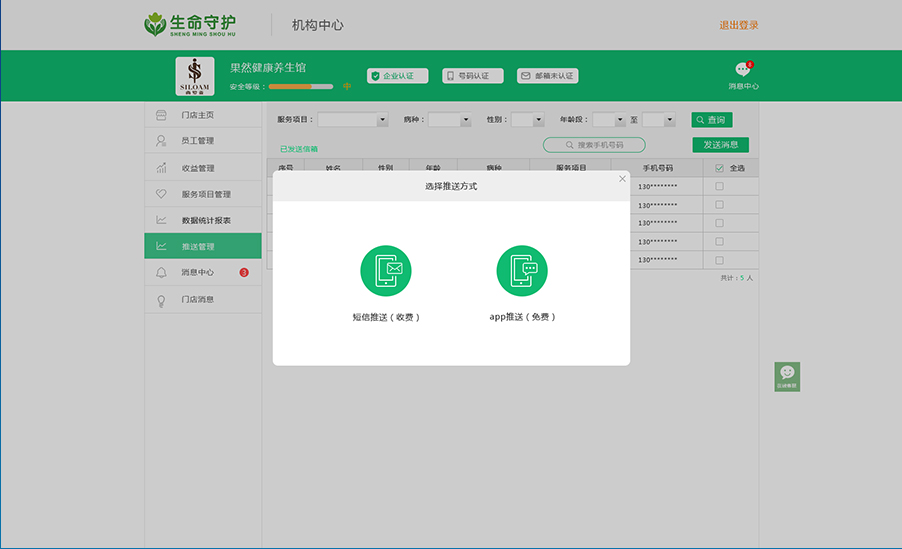 生命守护
SHENG MING SHOU HU
机构中心
退出登录
SILOAM
果然健康养生馆
安全等级：
中
企业认证
号码认证
邮箱未认证
消息中心
门店主页
员工管理
收益管理
服务项目管理
数据统计报表
推送管理
消息中心
3
门店消息
服务项目：
病种：
性别：
年龄段：
至
查询
已发送信箱
搜索手机号码
发送消息
序号 姓名 性别 年龄 病种 服务项目 手机号码 全选
130********
130********
130********
130********
130********
共计：5 人
选择推送方式
短信推送（收费）
app推送（免费）